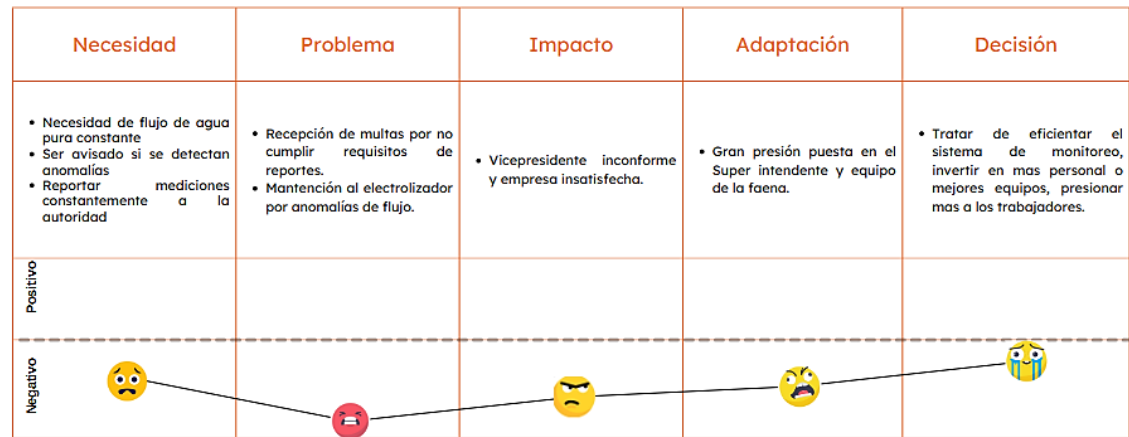 Necesidad
Problema
Impacto
Adaptación
Decisión
• Necesidad de flujo de agua
pura constante
• Ser avisado si se detectan
anomalías
• Reportar mediciones
constantemente a la
autoridad
• Recepción de multas por no
cumplir requisitos de
reportes.
• Mantención al electrolizador
por anomalías de flujo.
• Vicepresidente inconforme
y empresa insatisfecha.
• Gran presión puesta en el
Super intendente y equipo
de la faena.
• Tratar de eficientar el
sistema de monitoreo,
invertir en mas personal o
mejores equipos, presionar
mas a los trabajadores.
Positivo
Negativo